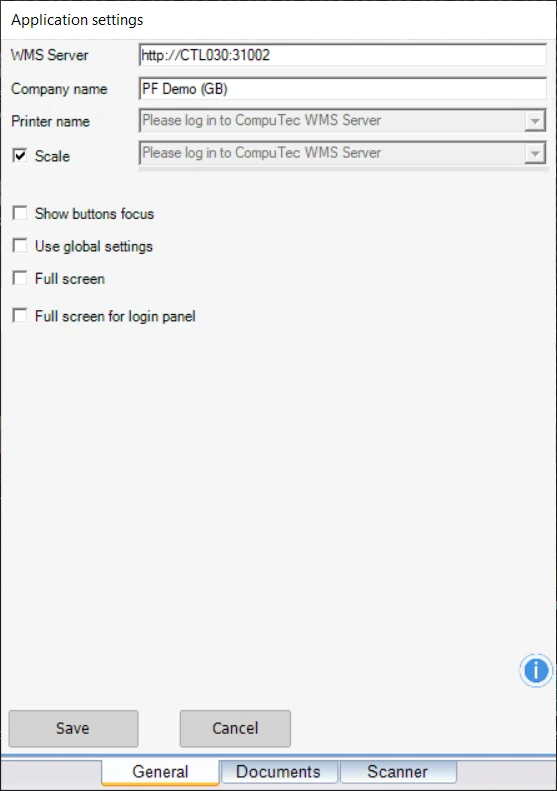 Application settings
WMS Server http://CTL030:31002
Company name PF Demo (GB)
Printer name Please log in to CompuTec WMS Server
Scale Please log in to CompuTec WMS Server
Show buttons focus
Use global settings
Full screen
Full screen for login panel
i
Save Cancel
General Documents Scanner